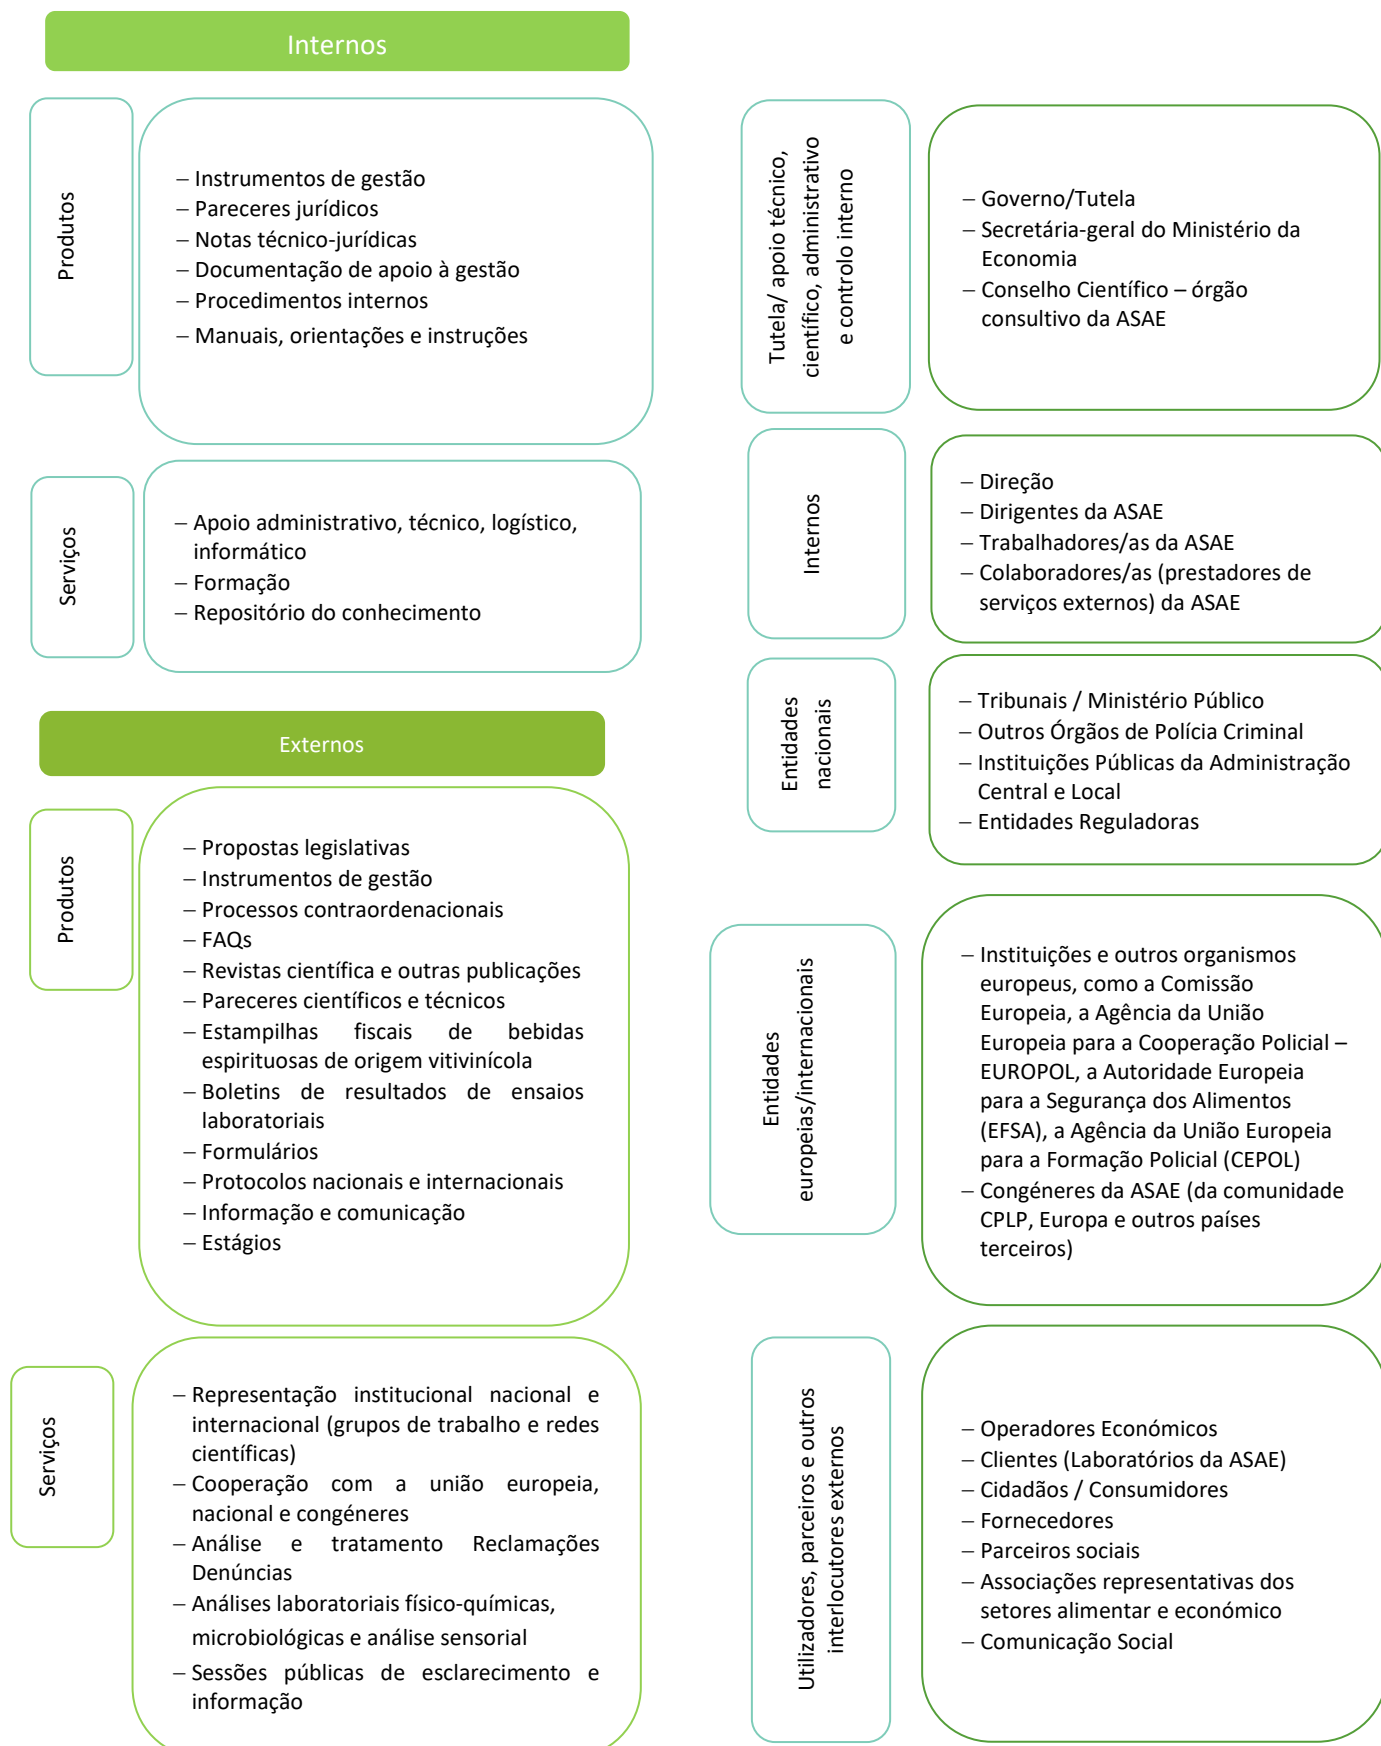 Internos
Produtos
– Instrumentos de gestão
– Pareceres jurídicos
– Notas técnico-jurídicas
– Documentação de apoio à gestão
– Procedimentos internos
– Manuais, orientações e instruções
Serviços
– Apoio administrativo, técnico, logístico,
informático
– Formação
– Repositório do conhecimento
Externos
Produtos
– Propostas legislativas
– Instrumentos de gestão
– Processos contraordenacionais
– FAQs
– Revistas científica e outras publicações
– Pareceres científicos e técnicos
– Estampilhas fiscais de bebidas
espirituosas de origem vitivinícola
– Boletins de resultados de ensaios
laboratoriais
– Formulários
– Protocolos nacionais e internacionais
– Informação e comunicação
– Estágios
Serviços
– Representação institucional nacional e
internacional (grupos de trabalho e redes
científicas)
– Cooperação com a união europeia,
nacional e congéneres
– Análise e tratamento Reclamações
Denúncias
– Análises laboratoriais físico-químicas,
microbiológicas e análise sensorial
– Sessões públicas de esclarecimento e
informação
Tutela/ apoio técnico,
científico, administrativo
e controlo interno
– Governo/Tutela
– Secretária-geral do Ministério da
Economia
– Conselho Científico – órgão
consultivo da ASAE
Internos
– Direção
– Dirigentes da ASAE
– Trabalhadores/as da ASAE
– Colaboradores/as (prestadores de
serviços externos) da ASAE
Entidades
nacionais
– Tribunais / Ministério Público
– Outros Órgãos de Polícia Criminal
– Instituições Públicas da Administração
Central e Local
– Entidades Reguladoras
Entidades
europeias/internacionais
– Instituições e outros organismos
europeus, como a Comissão
Europeia, a Agência da União
Europeia para a Cooperação Policial –
EUROPOL, a Autoridade Europeia
para a Segurança dos Alimentos
(EFSA), a Agência da União Europeia
para a Formação Policial (CEPOL)
– Congéneres da ASAE (da comunidade
CPLP, Europa e outros países
terceiros)
Utilizadores, parceiros e outros
interlocutores externos
– Operadores Económicos
– Clientes (Laboratórios da ASAE)
– Cidadãos / Consumidores
– Fornecedores
– Parceiros sociais
– Associações representativas dos
setores alimentar e económico
– Comunicação Social